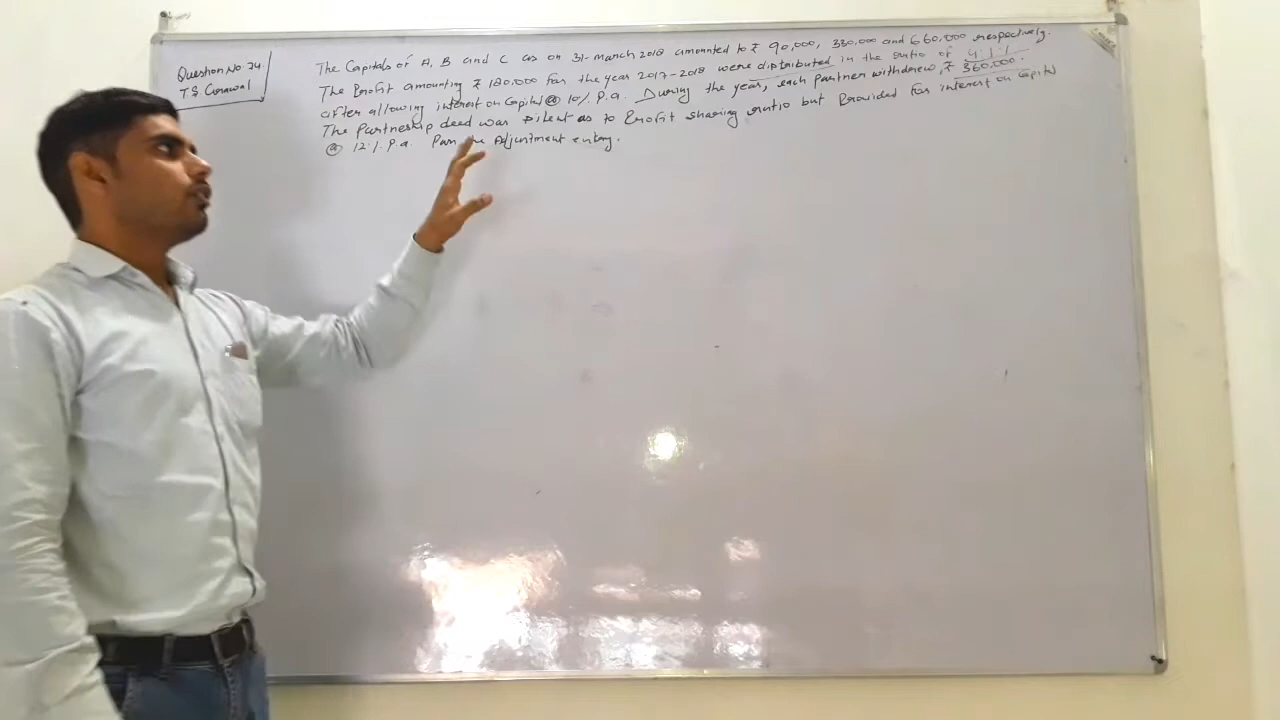 Question No. 74.
T.S Grewal
The Capitals of A, B and C as on 31-march 2018 amounted to ₹ 90,000, 330,000 and 660,000 respectively.
The Profit amounting ₹ 180,000 for the year 2017-2018 were distributed in the ratio of 4:1:1
after allowing interest on Capital @ 10% P.a. During the year, each Partner withdrew ₹ 360,000.
The Partnership deed was silent as to Profit sharing ratio but Provided for interest on Capital
@ 12% P.a. Pass the Adjustment entry.